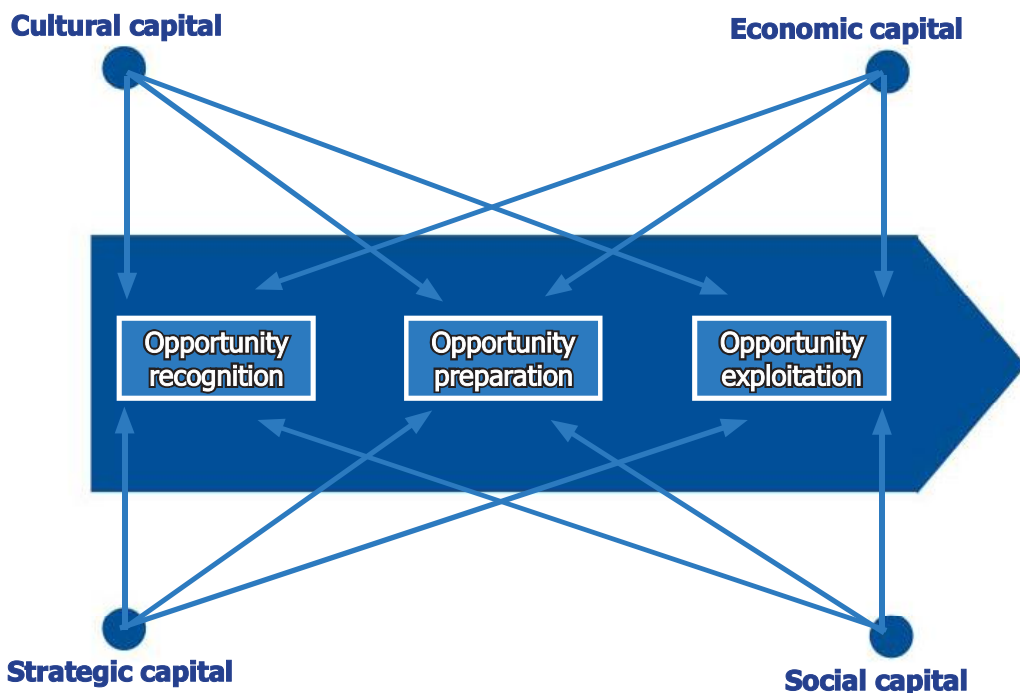 Cultural capital
Economic capital
Opportunity
recognition
Opportunity
preparation
Opportunity
exploitation
Strategic capital
Social capital